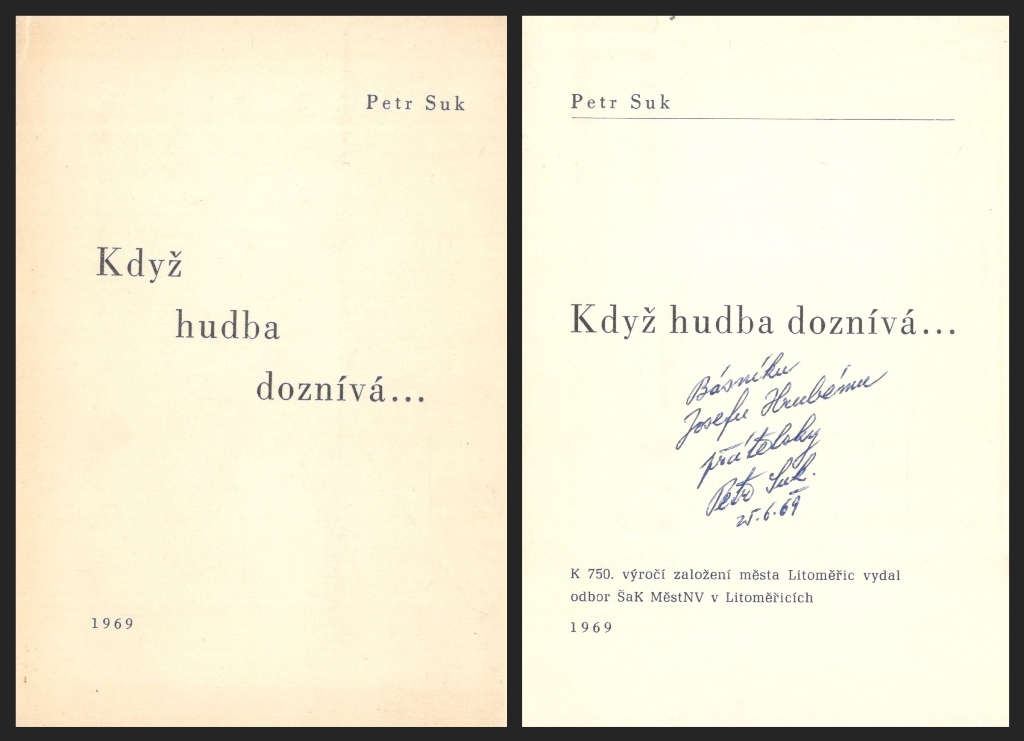 Petr Suk
Když
hudba
doznívá...
1969
Petr Suk
Když hudba doznívá...
Básníku
Josefu Hrubému
přátelsky
Petr Suk.
25.6.69
K 750. výročí založení města Litoměřic vydal
odbor ŠaK MěstNV v Litoměřicích
1969